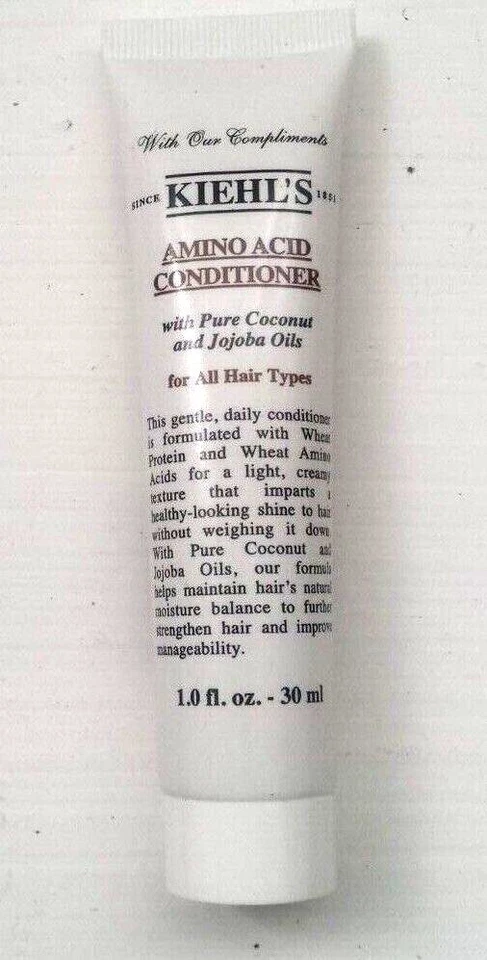 With Our Compliments
SINCE KIEHL'S 1851
AMINO ACID
CONDITIONER
with Pure Coconut
and Jojoba Oils
for All Hair Types
This gentle, daily conditioner
is formulated with Wheat
Protein and Wheat Amino
Acids for a light, creamy
texture that imparts a
healthy-looking shine to hair
without weighing it down.
With Pure Coconut and
Jojoba Oils, our formula
helps maintain hair's natural
moisture balance to further
strengthen hair and improve
manageability.
1.0 fl. oz. - 30 ml